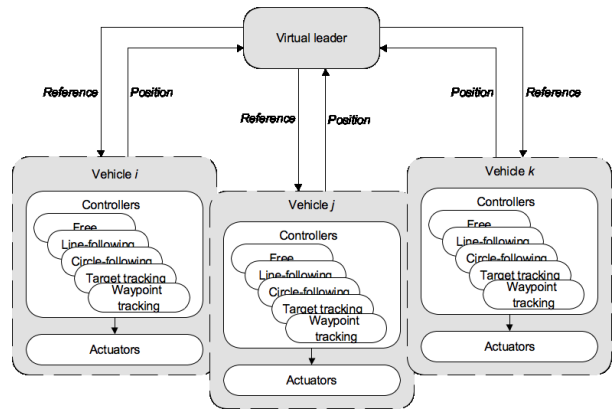 Virtual leader
Reference
Position
Reference
Position
Position
Reference
Vehicle i
Controllers
Free
Line-following
Circle-following
Target tracking
Waypoint
tracking
Actuators
Vehicle j
Controllers
Free
Line-following
Circle-following
Target tracking
Waypoint
tracking
Actuators
Vehicle k
Controllers
Free
Line-following
Circle-following
Target tracking
Waypoint
tracking
Actuators